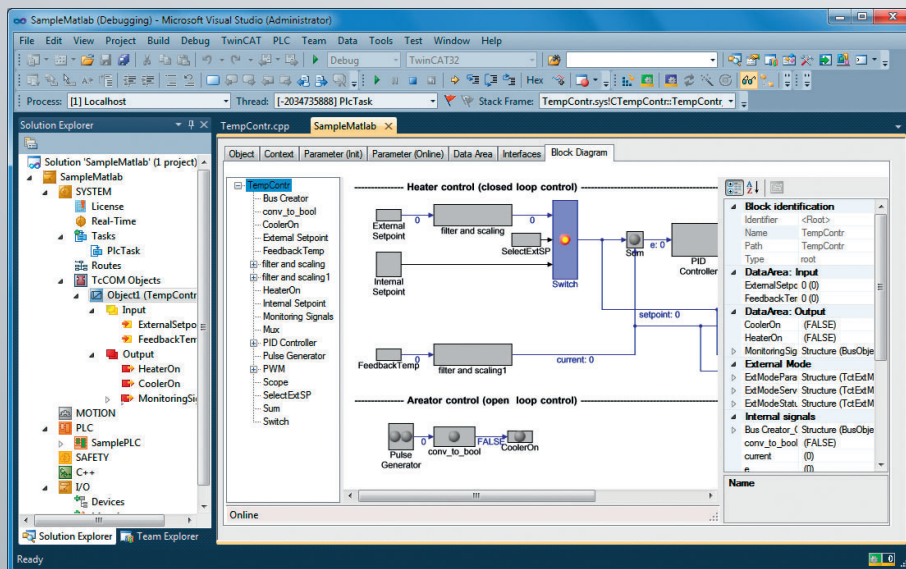 SampleMatlab (Debugging) - Microsoft Visual Studio (Administrator)
File Edit View Project Build Debug TwinCAT PLC Team Data Tools Test Window Help
Debug TwinCAT32
Hex
Process: [1] Localhost Thread: [-2034735888] PlcTask Stack Frame: TempContr.sys!CTempContr::TempContr_
Solution Explorer
Solution 'SampleMatlab' (1 project)
SampleMatlab
SYSTEM
License
Real-Time
Tasks
PlcTask
Routes
TcCOM Objects
Object1 (TempContr
Input
ExternalSetpo
FeedbackTem
Output
HeaterOn
CoolerOn
MonitoringSi
MOTION
PLC
SamplePLC
SAFETY
C++
I/O
Devices
Solution Explorer Team Explorer
TempContr.cpp SampleMatlab
Object Context Parameter (Init) Parameter (Online) Data Area Interfaces Block Diagram
TempContr
Bus Creator
conv_to_bool
CoolerOn
External Setpoint
FeedbackTemp
filter and scaling
filter and scaling1
HeaterOn
Internal Setpoint
Monitoring Signals
Mux
PID Controller
Pulse Generator
PWM
Scope
SelectExtSP
Sum
Switch
Heater control (closed loop control)
External
Setpoint
0
filter and scaling
0
SelectExtSP
Internal
Setpoint
Switch
Sum
e: 0
PID
Controller
setpoint: 0
FeedbackTemp
0
filter and scaling1
current: 0
Areator control (open loop control)
Pulse
Generator
0
conv_to_bool
FALSE
CoolerOn
Online
Block identification
Identifier <Root>
Name TempContr
Path TempContr
Type root
DataArea: Input
ExternalSetpo 0 (0)
FeedbackTer 0 (0)
DataArea: Output
CoolerOn (FALSE)
HeaterOn (FALSE)
MonitoringSig Structure (BusObje
External Mode
ExtModePara Structure (TctExtM
ExtModeServ Structure (TctExtM
ExtModeStatu Structure (TctExtM
Internal signals
Bus Creator_( Structure (BusObje
conv_to_bool (FALSE)
current (0)
e (0)
Name
Ready
0